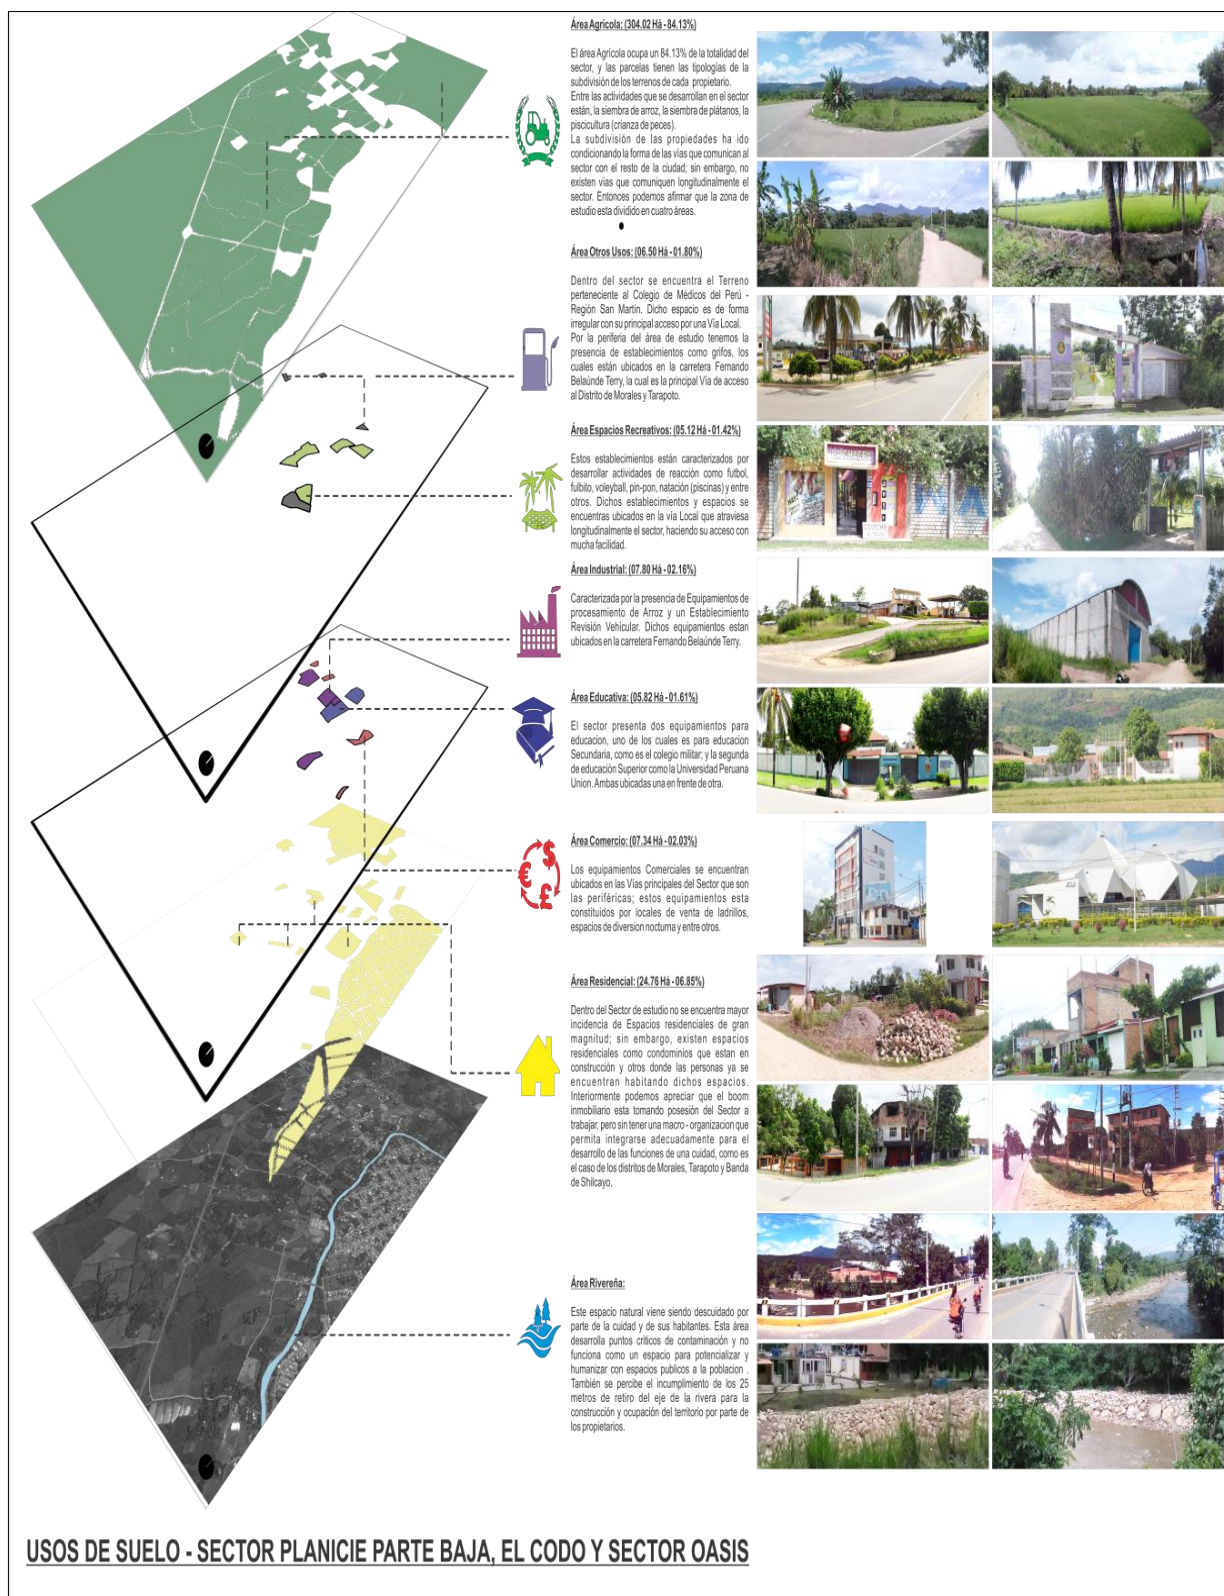 Área Agrícola; (304.02 Há - 84.13%)
El área Agrícola ocupa un 84.13% de la totalidad del
sector, y las parcelas tienen las tipologías de la
subdivisión de los terrenos de cada propietario.
Entre las actividades que se desarrollan en el sector
están, la siembra de arroz, la siembra de plátanos, la
piscicultura (crianza de peces).
La subdivisión de las propiedades ha ido
condicionando la forma de las vías que comunican al
sector con el resto de la ciudad; sin embargo, no
existen vías que comuniquen longitudinalmente el
sector. Entonces podemos afirmar que la zona de
estudio esta dividido en cuatro áreas.
Área Otros Usos: (06.50 Há - 01.80%)
Dentro del sector se encuentra el Terreno
perteneciente al Colegio de Médicos del Perú -
Región San Martín. Dicho espacio es de forma
irregular con su principal acceso por una Vía Local.
Por la periferia del área de estudio tenemos la
presencia de establecimientos como grifos, los
cuales están ubicados en la carretera Fernando
Belaúnde Terry, la cual es la principal Vía de acceso
al Distrito de Morales y Tarapoto.
Área Espacios Recreativos: (05.12 Há - 01.42%)
Estos establecimientos están caracterizados por
desarrollar actividades de reacción como futbol,
fulbito, voleyball, pin-pon, natación (piscinas) y entre
otros. Dichos establecimientos y espacios se
encuentras ubicados en la vía Local que atraviesa
longitudinalmente el sector, haciendo su acceso con
mucha facilidad.
Área Industrial: (07.80 Há - 02.16%)
Caracterizada por la presencia de Equipamientos de
procesamiento de Arroz y un Establecimiento
Revisión Vehícular. Dichos equipamientos estan
ubicados en la carretera Fernando Belaúnde Terry.
Área Educativa: (05.82 Há - 01.61%)
El sector presenta dos equipamientos para
educacion, uno de los cuales es para educacion
Secundaria, como es el colegio militar; y la segunda
de educación Superior como la Universidad Peruana
Union. Ambas ubicadas una en frente de otra.
Área Comercio: (07.34 Há - 02.03%)
Los equipamientos Comerciales se encuentran
ubicados en las Vías principales del Sector que son
las periféricas; estos equipamientos esta
constituidos por locales de venta de ladrillos,
espacios de diversion nocturna y entre otros.
Área Residencial: (24.76 Há - 06.85%)
Dentro del Sector de estudio no se encuentra mayor
incidencia de Espacios residenciales de gran
magnitud; sin embargo, existen espacios
residenciales como condominios que estan en
construcción y otros donde las personas ya se
encuentran habitando dichos espacios.
Interiormente podemos apreciar que el boom
inmobiliario esta tomando posesión del Sector a
trabajar, pero sin tener una macro - organizacion que
permita integrarse adecuadamente para el
desarrollo de las funciones de una cuidad, como es
el caso de los distritos de Morales, Tarapoto y Banda
de Shilcayo.
Área Rivereña:
Este espacio natural viene siendo descuidado por
parte de la cuidad y de sus habitantes. Esta área
desarrolla puntos críticos de contaminación y no
funciona como un espacio para potencializar y
humanizar con espacios publicos a la poblacion .
También se percibe el incumplimiento de los 25
metros de retiro del eje de la rivera para la
construcción y ocupación del territorio por parte de
los propietarios.
USOS DE SUELO - SECTOR PLANICIE PARTE BAJA, EL CODO Y SECTOR OASIS